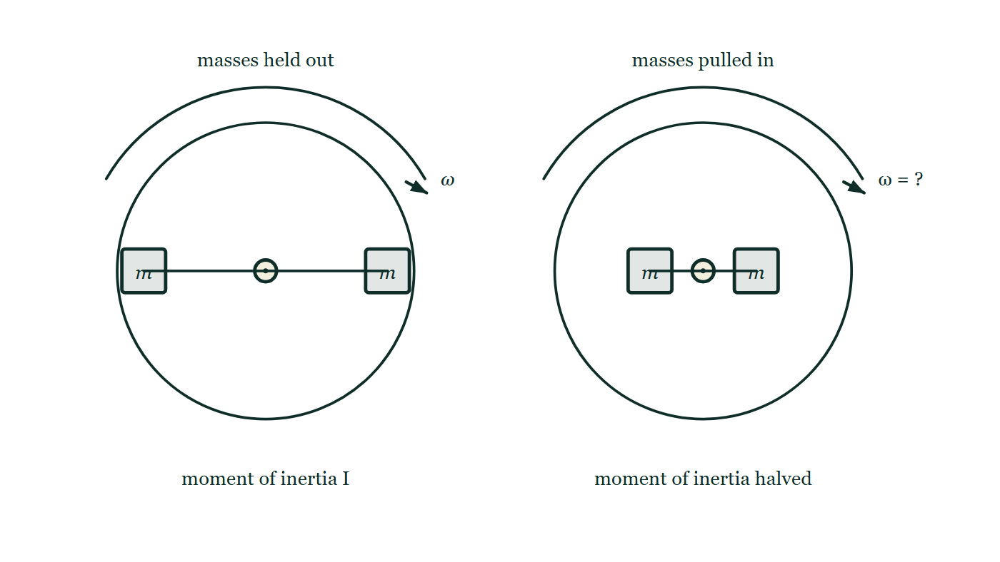 masses held out
masses pulled in
ω
ω = ?
m
m
m
m
moment of inertia I
moment of inertia halved